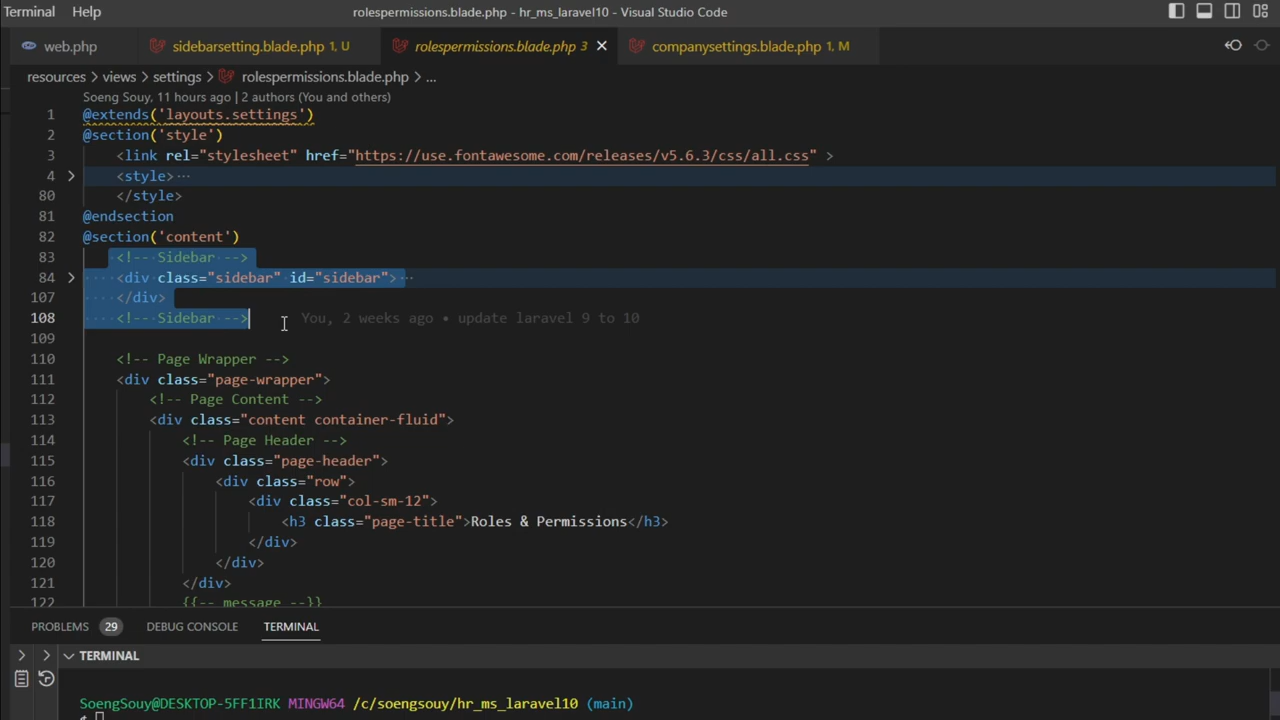 Terminal Help rolespermissions.blade.php - hr_ms_laravel10 - Visual Studio Code
web.php sidebarsetting.blade.php 1, U rolespermissions.blade.php 3 companysettings.blade.php 1, M
resources > views > settings > rolespermissions.blade.php > ...
Soeng Souy, 11 hours ago | 2 authors (You and others)
1 @extends('layouts.settings')
2 @section('style')
3 <link rel="stylesheet" href="https://use.fontawesome.com/releases/v5.6.3/css/all.css" >
4 <style>...
80 </style>
81 @endsection
82 @section('content')
83 <!-- Sidebar -->
84 <div class="sidebar" id="sidebar">...
107 </div>
108 <!-- Sidebar --> You, 2 weeks ago • update laravel 9 to 10
109
110 <!-- Page Wrapper -->
111 <div class="page-wrapper">
112 <!-- Page Content -->
113 <div class="content container-fluid">
114 <!-- Page Header -->
115 <div class="page-header">
116 <div class="row">
117 <div class="col-sm-12">
118 <h3 class="page-title">Roles & Permissions</h3>
119 </div>
120 </div>
121 </div>
122 {{-- message --}}
PROBLEMS 29 DEBUG CONSOLE TERMINAL
TERMINAL
SoengSouy@DESKTOP-5FF1IRK MINGW64 /c/soengsouy/hr_ms_laravel10 (main)
$